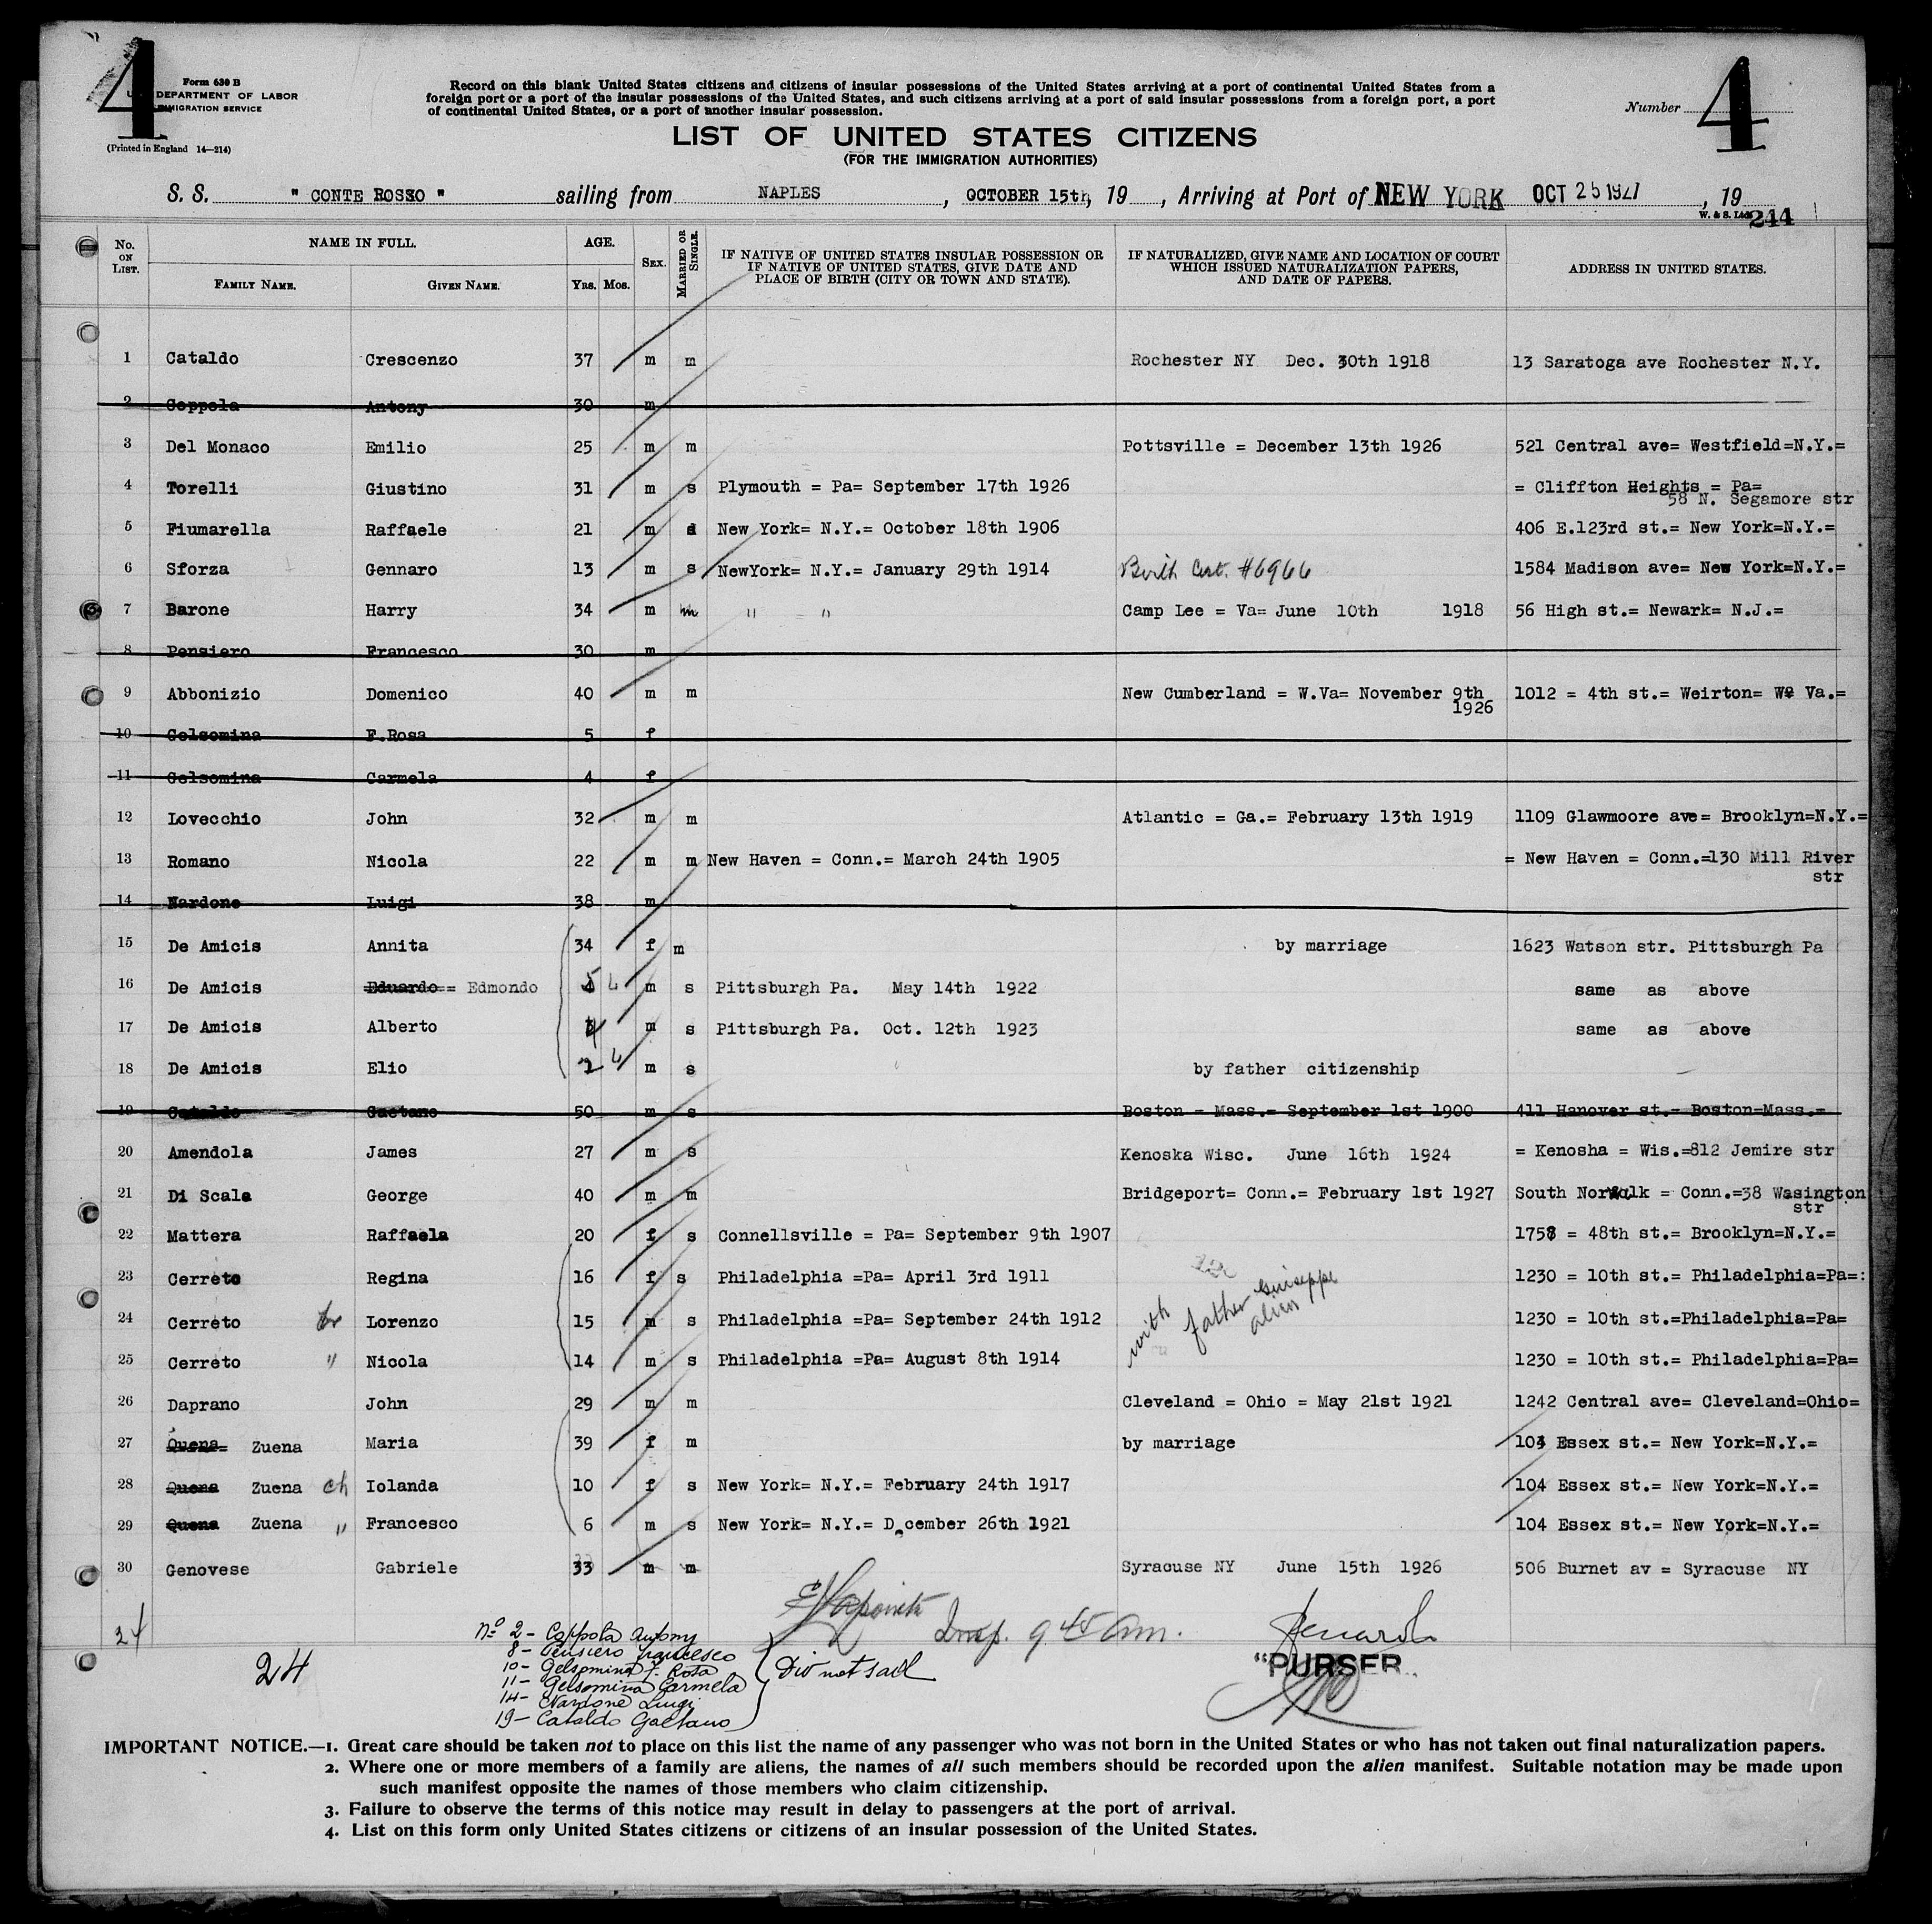 4
Form 630 B
U. S. DEPARTMENT OF LABOR
IMMIGRATION SERVICE
(Printed in England 14—214)
Record on this blank United States citizens and citizens of insular possessions of the United States arriving at a port of continental United States from a
foreign port or a port of the insular possessions of the United States, and such citizens arriving at a port of said insular possessions from a foreign port, a port
of continental United States, or a port of another insular possession.
Number 4
LIST OF UNITED STATES CITIZENS
(FOR THE IMMIGRATION AUTHORITIES)
S. S. " CONTE ROSSO " sailing from NAPLES , OCTOBER 15th, 19 , Arriving at Port of NEW YORK OCT 25 1927 , 19
W. & S. Ltd.
244
No. ON LIST. NAME IN FULL. FAMILY NAME. GIVEN NAME. AGE. Yrs. Mos. SEX. MARRIED OR SINGLE. IF NATIVE OF UNITED STATES INSULAR POSSESSION OR IF NATIVE OF UNITED STATES, GIVE DATE AND PLACE OF BIRTH (CITY OR TOWN AND STATE). IF NATURALIZED, GIVE NAME AND LOCATION OF COURT WHICH ISSUED NATURALIZATION PAPERS, AND DATE OF PAPERS. ADDRESS IN UNITED STATES.
1 Cataldo Crescenzo 37 m m Rochester NY Dec. 30th 1918 13 Saratoga ave Rochester N.Y.
2 Coppola Antony 30 m
3 Del Monaco Emilio 25 m m Pottsville = December 13th 1926 521 Central ave= Westfield=N.Y.=
4 Torelli Giustino 31 m s Plymouth = Pa= September 17th 1926 = Cliffton Heights = Pa=
58 N. Segamore str
5 Fiumarella Raffaele 21 m s New York= N.Y.= October 18th 1906 406 E.123rd st.= New York=N.Y.=
6 Sforza Gennaro 13 m s NewYork= N.Y.= January 29th 1914 Birth Cert. #6966 1584 Madison ave= New York=N.Y.=
7 Barone Harry 34 m m " = " Camp Lee = Va= June 10th 1918 56 High st.= Newark= N.J.=
8 Pensiero Francesco 30 m
9 Abbonizio Domenico 40 m m New Cumberland = W.Va= November 9th 1012 = 4th st.= Weirton= W. Va.=
1926
10 Gelsomina F.Rosa 5 f
11 Gelsomina Carmela 4 f
12 Lovecchio John 32 m m Atlantic = Ga.= February 13th 1919 1109 Glawmoore ave= Brooklyn=N.Y.=
13 Romano Nicola 22 m m New Haven = Conn.= March 24th 1905 = New Haven = Conn.=130 Mill River
str
14 Nardone Luigi 38 m
15 De Amicis Annita 34 f m by marriage 1623 Watson str. Pittsburgh Pa
16 De Amicis Eduardo = Edmondo 5 m s Pittsburgh Pa. May 14th 1922 same as above
17 De Amicis Alberto 4 m s Pittsburgh Pa. Oct. 12th 1923 same as above
18 De Amicis Elio 2 m s by father citizenship
19 Cataldo Gaetano 50 m s Boston - Mass.= September 1st 1900 411 Hanover st.- Boston=Mass.=
20 Amendola James 27 m s Kenoska Wisc. June 16th 1924 = Kenosha = Wis.=812 Jemire str
21 Di Scala George 40 m m Bridgeport= Conn.= February 1st 1927 South Norwalk = Conn.=38 Wasington
str
22 Mattera Raffaela 20 f s Connellsville = Pa= September 9th 1907 1758 = 48th st.= Brooklyn=N.Y.=
23 Cerreto Regina 16 f s Philadelphia =Pa= April 3rd 1911 1230 = 10th st.= Philadelphia=Pa=:
24 Cerreto br Lorenzo 15 m s Philadelphia =Pa= September 24th 1912 with father Guiseppe alien 1230 = 10th st.=Philadelphia=Pa=
25 Cerreto " Nicola 14 m s Philadelphia =Pa= August 8th 1914 1230 = 10th st.= Philadelphia=Pa=
26 Daprano John 29 m m Cleveland = Ohio = May 21st 1921 1242 Central ave= Cleveland=Ohio=
27 Quena= Zuena Maria 39 f m by marriage 104 Essex st.= New York=N.Y.=
28 Quena Zuena ch Iolanda 10 f s New York= N.Y.= February 24th 1917 104 Essex st.= New York=N.Y.=
29 Quena Zuena " Francesco 6 m s New York= N.Y.= December 26th 1921 104 Essex st.= New York=N.Y.=
30 Genovese Gabriele 33 m m Syracuse NY June 15th 1926 506 Burnet av = Syracuse NY
24
Insp. 9 45 am.
"PURSER
24
No 2 - Coppola Antony
8 - Pensiero Francesco
10 - Gelsomina F. Rosa
11 - Gelsomina Carmela
14 - Nardone Luigi
19 - Cataldo Gaetano
Did not sail
IMPORTANT NOTICE.—1. Great care should be taken not to place on this list the name of any passenger who was not born in the United States or who has not taken out final naturalization papers.
2. Where one or more members of a family are aliens, the names of all such members should be recorded upon the alien manifest. Suitable notation may be made upon
such manifest opposite the names of those members who claim citizenship.
3. Failure to observe the terms of this notice may result in delay to passengers at the port of arrival.
4. List on this form only United States citizens or citizens of an insular possession of the United States.